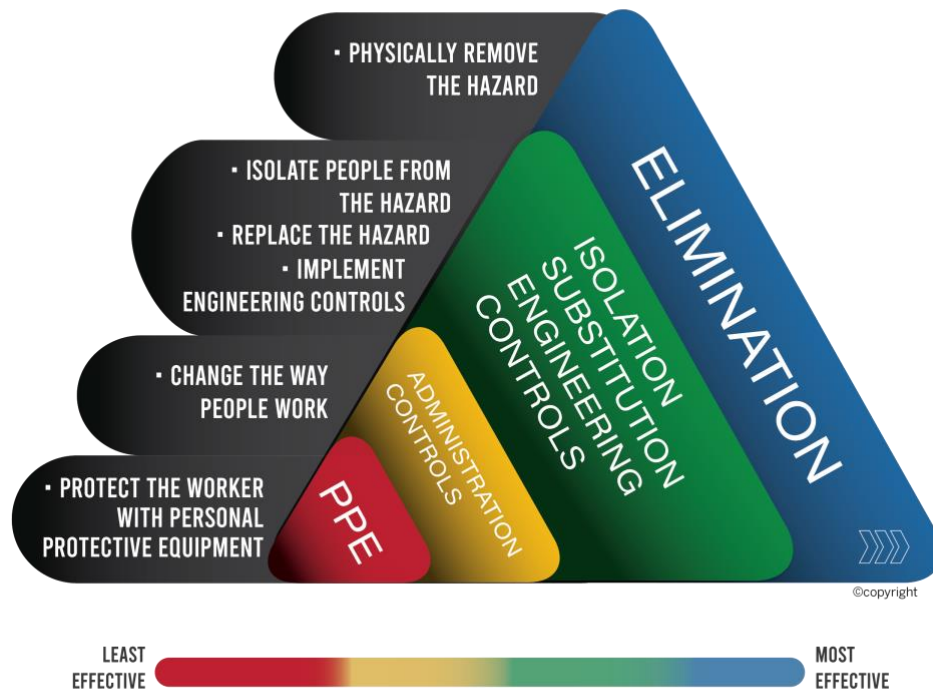 · PHYSICALLY REMOVE
THE HAZARD
ELIMINATION
· ISOLATE PEOPLE FROM
THE HAZARD
· REPLACE THE HAZARD
· IMPLEMENT
ENGINEERING CONTROLS
ISOLATION
SUBSTITUTION
ENGINEERING
CONTROLS
· CHANGE THE WAY
PEOPLE WORK
ADMINISTRATION
CONTROLS
· PROTECT THE WORKER
WITH PERSONAL
PROTECTIVE EQUIPMENT
PPE
©copyright
LEAST
EFFECTIVE
MOST
EFFECTIVE